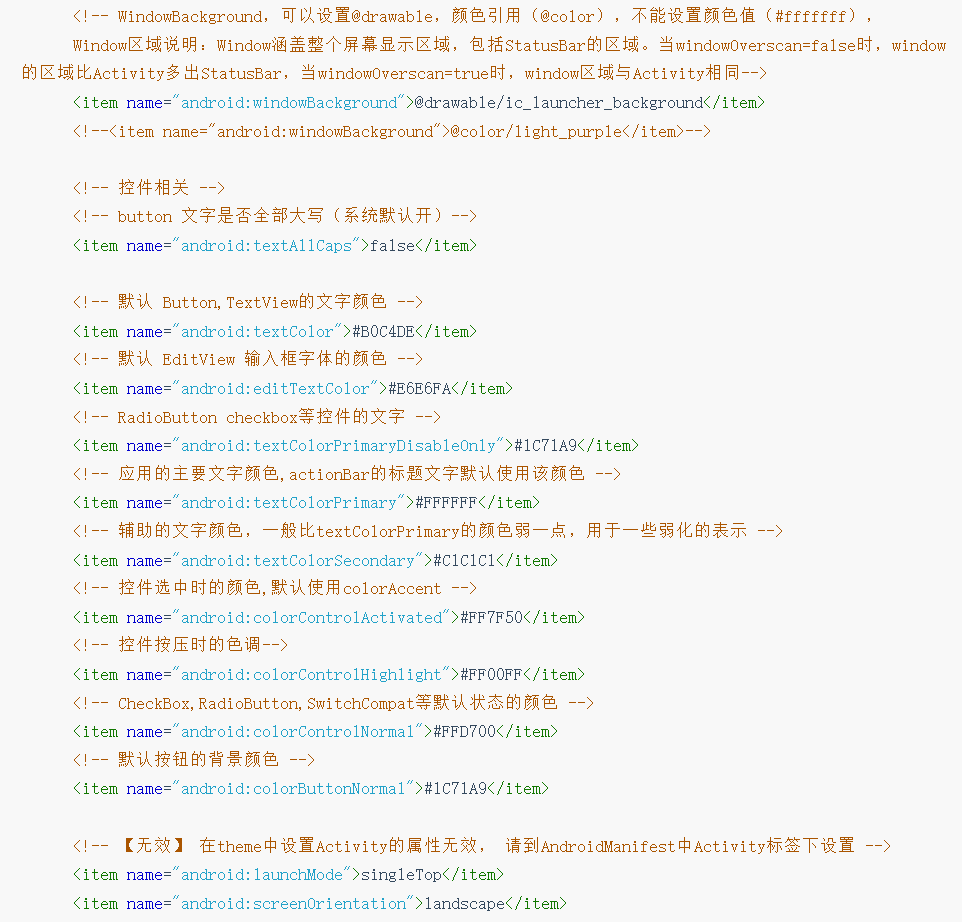 <!-- WindowBackground，可以设置@drawable，颜色引用（@color），不能设置颜色值（#fffffff），
Window区域说明：Window涵盖整个屏幕显示区域，包括StatusBar的区域。当windowOverscan=false时，window
的区域比Activity多出StatusBar，当windowOverscan=true时，window区域与Activity相同-->
<item name="android:windowBackground">@drawable/ic_launcher_background</item>
<!--<item name="android:windowBackground">@color/light_purple</item>-->
<!-- 控件相关 -->
<!-- button 文字是否全部大写（系统默认开）-->
<item name="android:textAllCaps">false</item>
<!-- 默认 Button,TextView的文字颜色 -->
<item name="android:textColor">#B0C4DE</item>
<!-- 默认 EditView 输入框字体的颜色 -->
<item name="android:editTextColor">#E6E6FA</item>
<!-- RadioButton checkbox等控件的文字 -->
<item name="android:textColorPrimaryDisableOnly">#1C71A9</item>
<!-- 应用的主要文字颜色,actionBar的标题文字默认使用该颜色 -->
<item name="android:textColorPrimary">#FFFFFF</item>
<!-- 辅助的文字颜色，一般比textColorPrimary的颜色弱一点，用于一些弱化的表示 -->
<item name="android:textColorSecondary">#C1C1C1</item>
<!-- 控件选中时的颜色,默认使用colorAccent -->
<item name="android:colorControlActivated">#FF7F50</item>
<!-- 控件按压时的色调-->
<item name="android:colorControlHighlight">#FF00FF</item>
<!-- CheckBox,RadioButton,SwitchCompat等默认状态的颜色 -->
<item name="android:colorControlNormal">#FFD700</item>
<!-- 默认按钮的背景颜色 -->
<item name="android:colorButtonNormal">#1C71A9</item>
<!-- 【无效】 在theme中设置Activity的属性无效， 请到AndroidManifest中Activity标签下设置 -->
<item name="android:launchMode">singleTop</item>
<item name="android:screenOrientation">landscape</item>